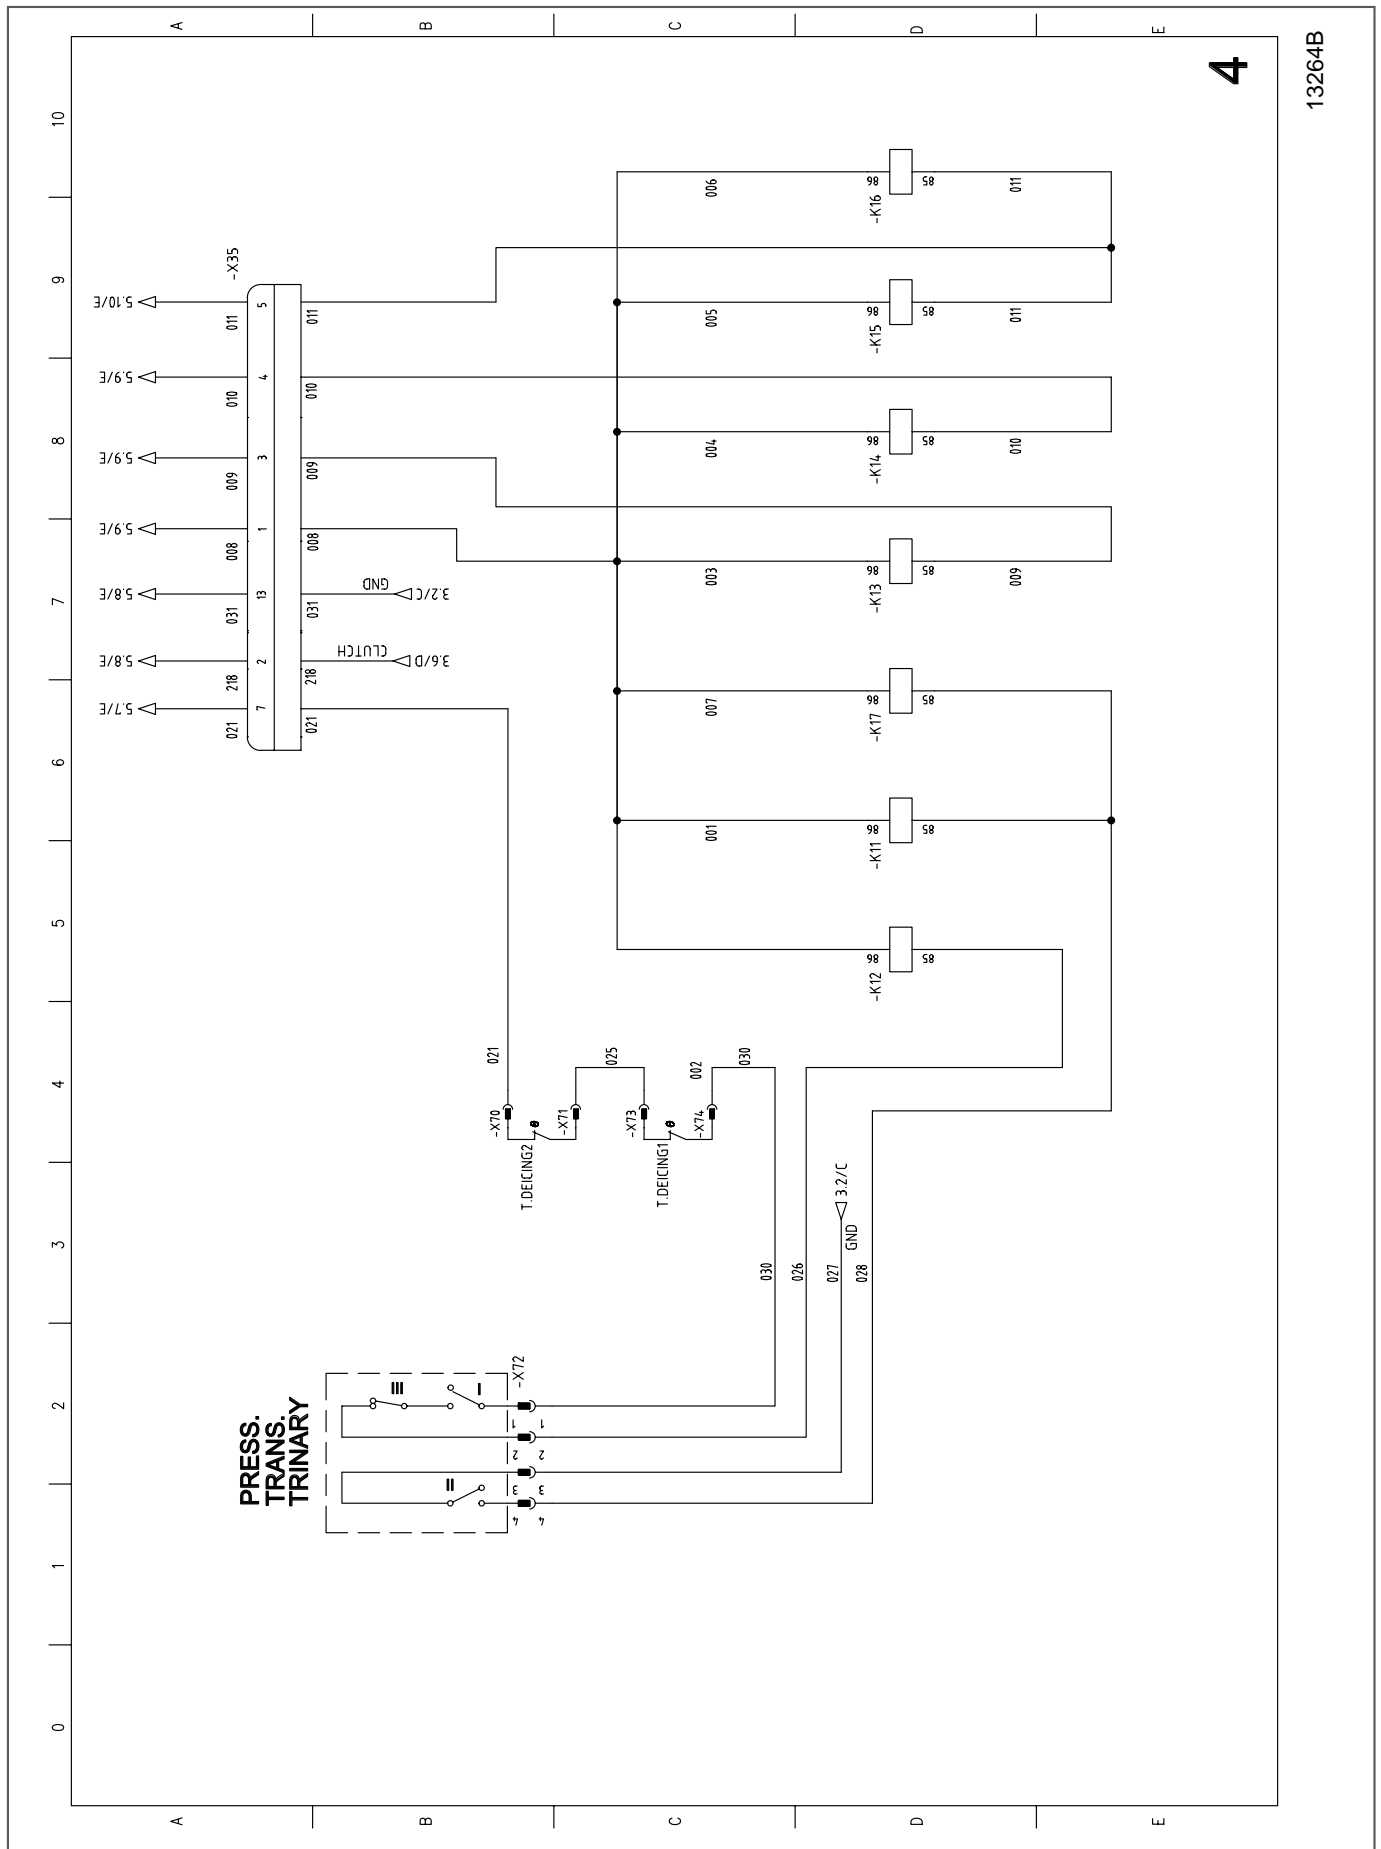 A
B
C
D
E
10
9
8
7
6
5
4
3
2
1
0
4
13264B
-X35
5.10/E
5.9/E
5.9/E
5.9/E
5.8/E
5.8/E
5.7/E
011
5
011
010
4
010
009
3
009
008
1
008
031
13
031
218
2
218
021
7
021
GND
3.2/C
CLUTCH
3.6/D
006
86
85
-K16
011
005
86
85
-K15
011
004
86
85
-K14
010
003
86
85
-K13
009
007
86
85
-K17
001
86
85
-K11
86
85
-K12
021
-X70
T.DEICING2
-X71
025
-X73
T.DEICING1
-X74
002
030
030
026
027
GND
3.2/C
028
PRESS.
TRANS.
TRINARY
III
I
II
-X72
1
1
2
2
3
3
4
4
A
B
C
D
E